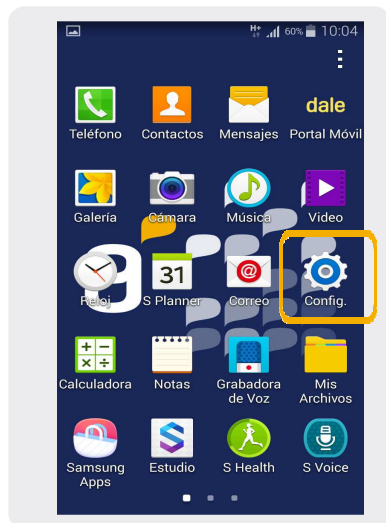 H+ 60% 10:04
dale
Teléfono Contactos Mensajes Portal Móvil
Galería Cámara Música Video
31
Reloj S Planner Correo Config.
Calculadora Notas Grabadora de Voz Mis Archivos
Samsung Apps Estudio S Health S Voice